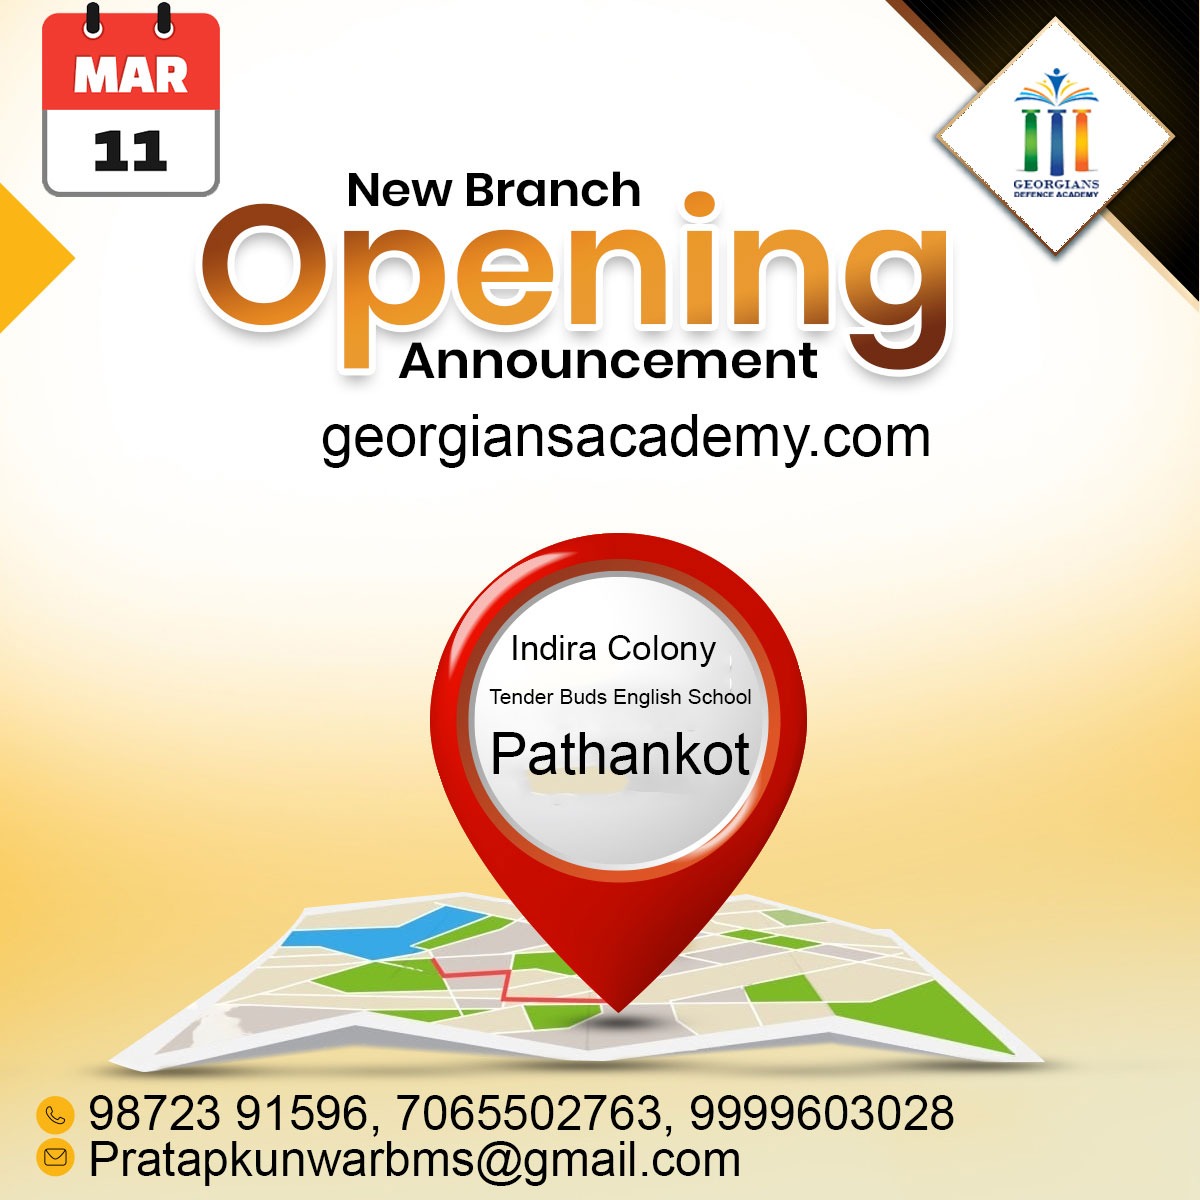 MAR
11
GEORGIANS
DEFENCE ACADEMY
New Branch
Opening
Announcement
georgiansacademy.com
Indira Colony
Tender Buds English School
Pathankot
98723 91596, 7065502763, 9999603028
Pratapkunwarbms@gmail.com